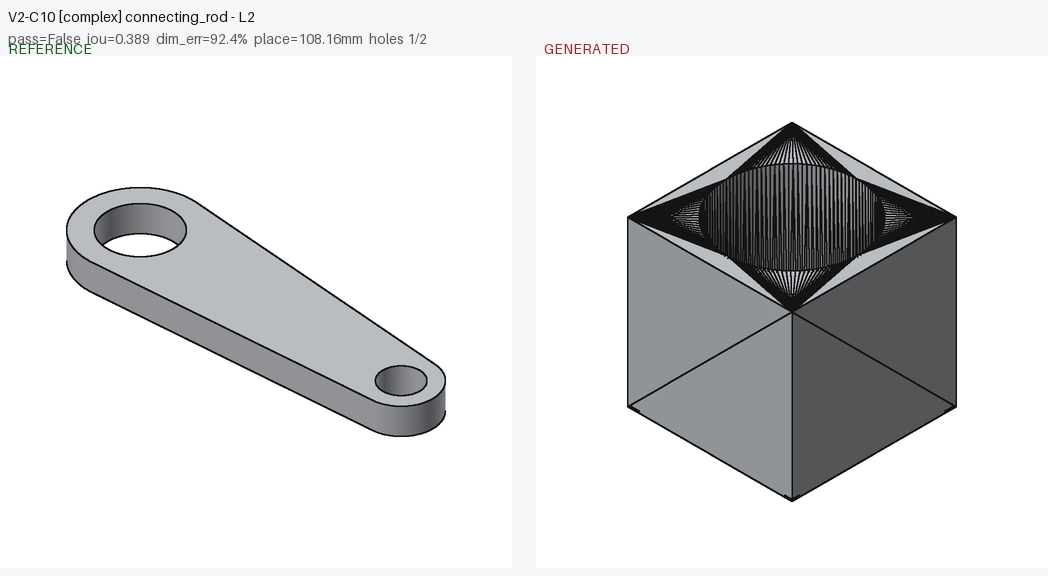 V2-C10 [complex] connecting_rod - L2
pass=False iou=0.389 dim_err=92.4% place=108.16mm holes 1/2
REFERENCE
GENERATED